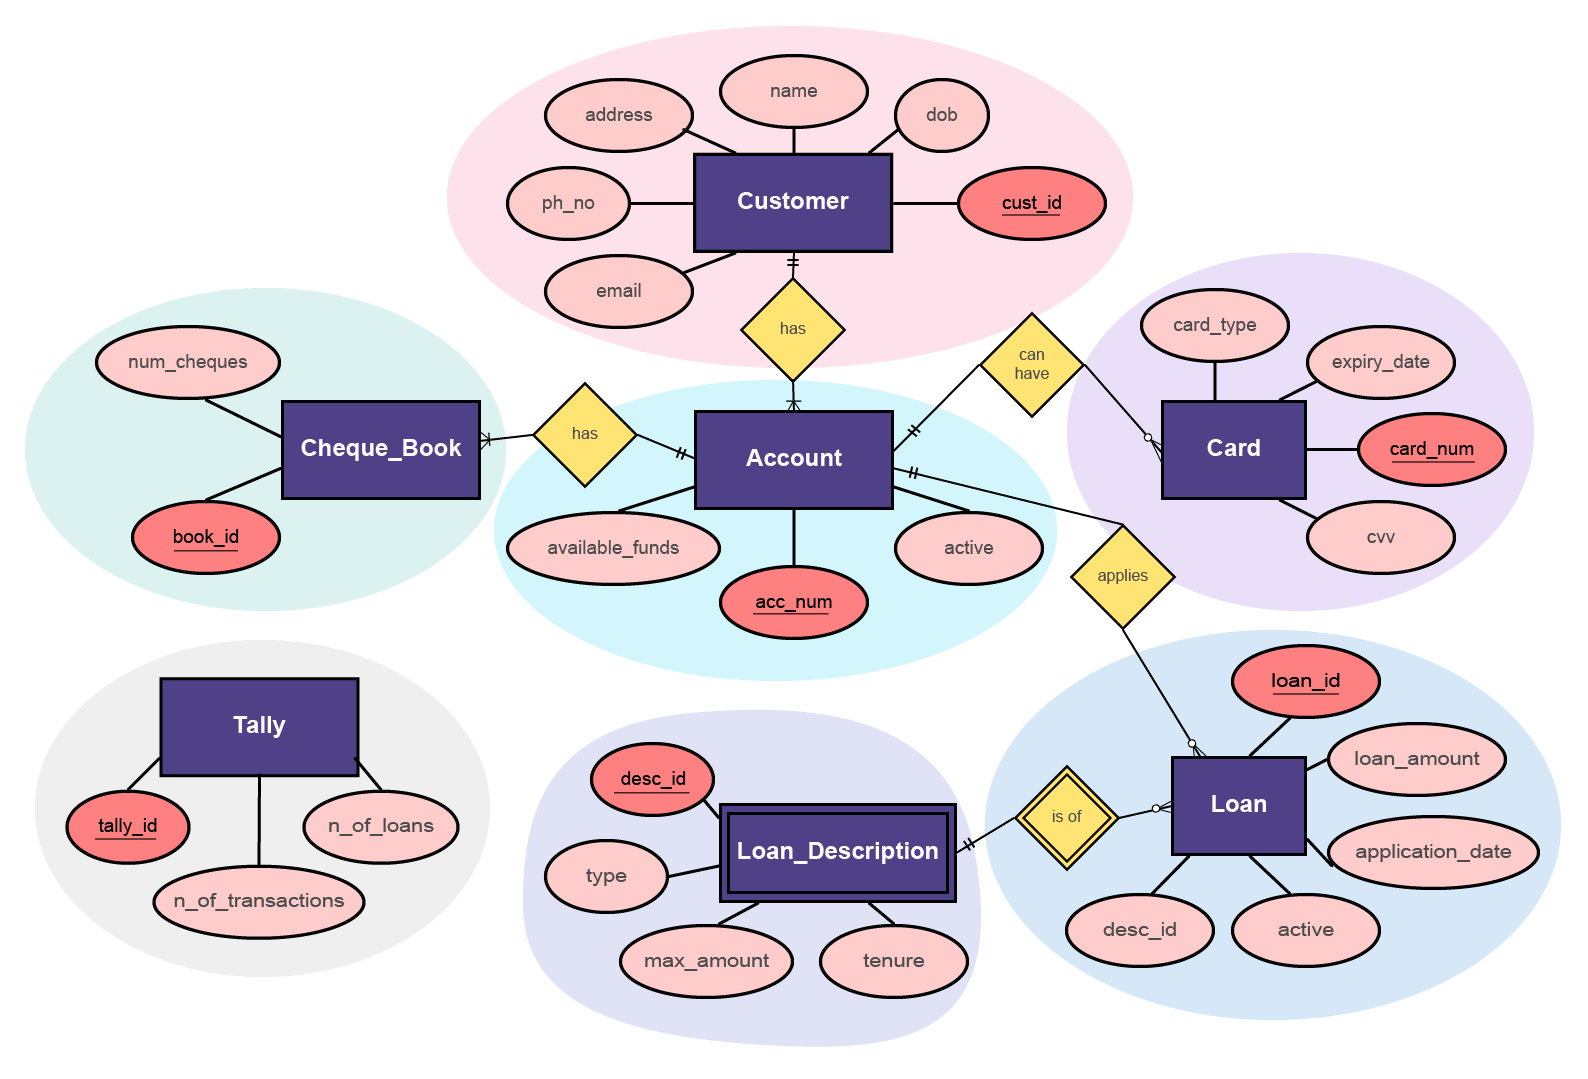 name
address
dob
Customer
ph_no
cust_id
email
has
card_type
can
have
expiry_date
num_cheques
has
Cheque_Book
Account
Card
card_num
book_id
available_funds
active
cvv
acc_num
applies
loan_id
Tally
loan_amount
desc_id
Loan
is of
tally_id
n_of_loans
Loan_Description
application_date
type
n_of_transactions
desc_id
active
max_amount
tenure